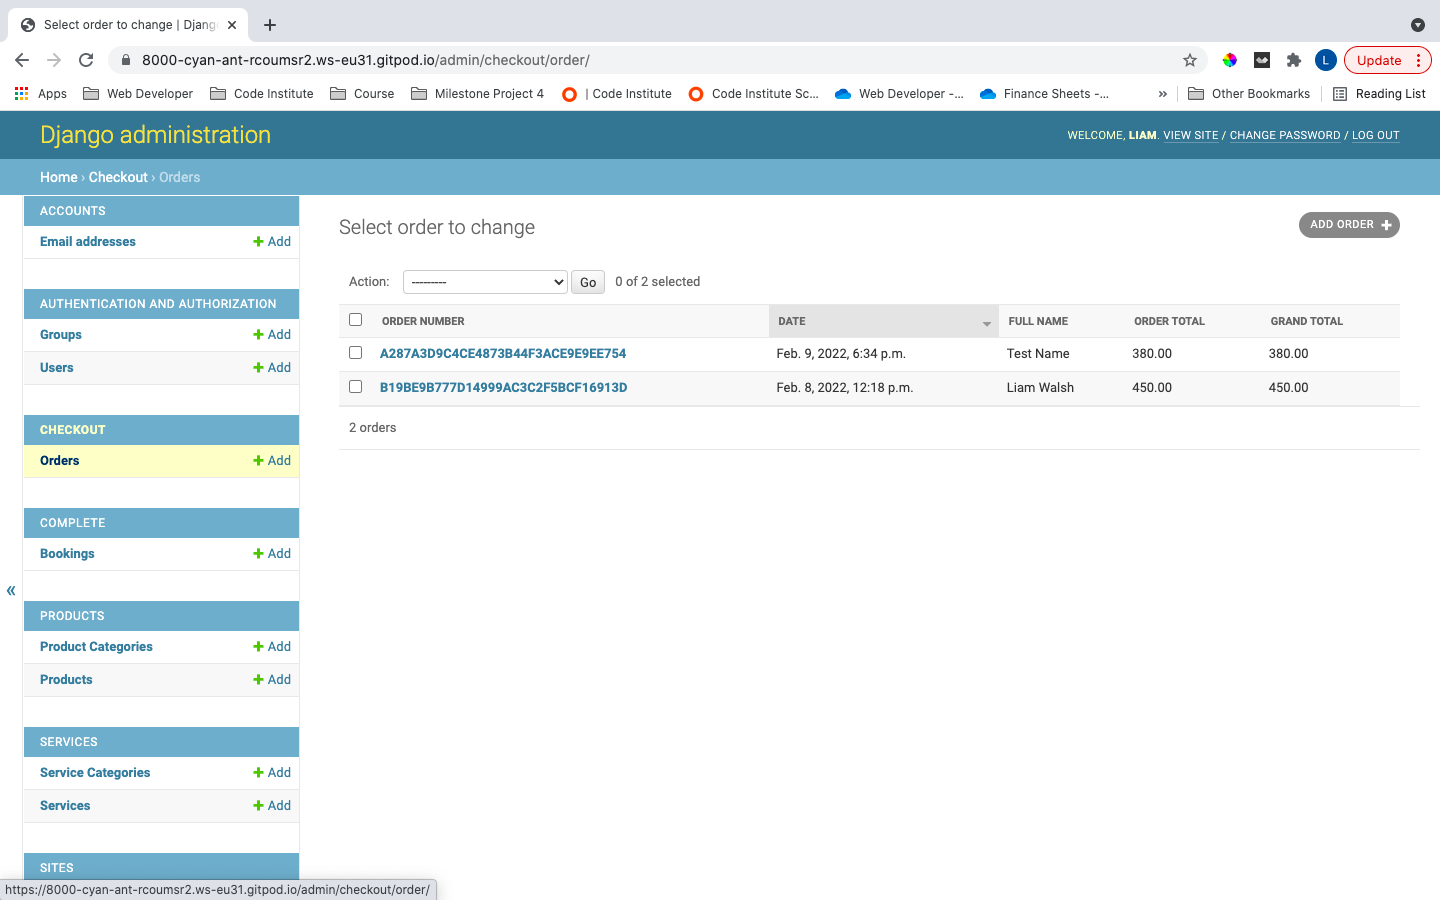 Select order to change | Djang
8000-cyan-ant-rcoumsr2.ws-eu31.gitpod.io/admin/checkout/order/
L
Update
Apps
Web Developer
Code Institute
Course
Milestone Project 4
| Code Institute
Code Institute Sc...
Web Developer -...
Finance Sheets -...
»
Other Bookmarks
Reading List
Django administration
WELCOME, LIAM. VIEW SITE / CHANGE PASSWORD / LOG OUT
Home › Checkout › Orders
ACCOUNTS
Email addresses
+ Add
AUTHENTICATION AND AUTHORIZATION
Groups
+ Add
Users
+ Add
CHECKOUT
Orders
+ Add
COMPLETE
Bookings
+ Add
«
PRODUCTS
Product Categories
+ Add
Products
+ Add
SERVICES
Service Categories
+ Add
Services
+ Add
SITES
Select order to change
ADD ORDER +
Action:
---------
Go
0 of 2 selected
ORDER NUMBER DATE FULL NAME ORDER TOTAL GRAND TOTAL
A287A3D9C4CE4873B44F3ACE9E9EE754 Feb. 9, 2022, 6:34 p.m. Test Name 380.00 380.00
B19BE9B777D14999AC3C2F5BCF16913D Feb. 8, 2022, 12:18 p.m. Liam Walsh 450.00 450.00
2 orders
https://8000-cyan-ant-rcoumsr2.ws-eu31.gitpod.io/admin/checkout/order/